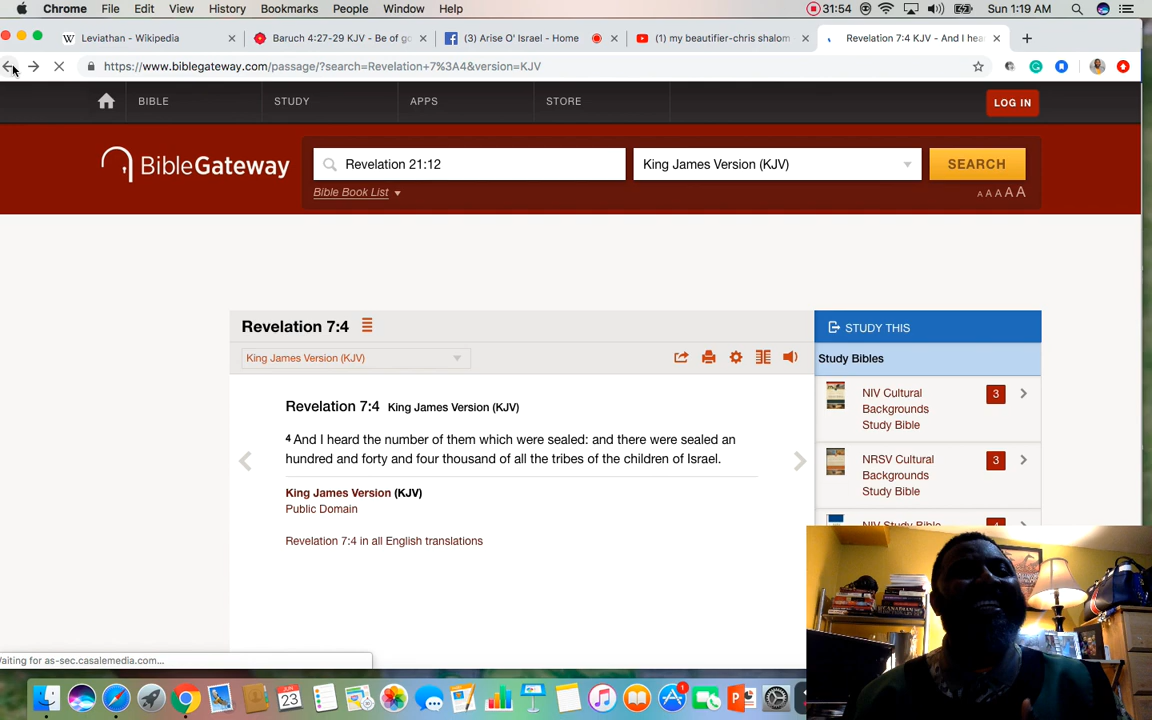 Chrome File Edit View History Bookmarks People Window Help 31:54 Sun 1:19 AM
Leviathan - Wikipedia Baruch 4:27-29 KJV - Be of go (3) Arise O' Israel - Home (1) my beautifier-chris shalom Revelation 7:4 KJV - And I hear
https://www.biblegateway.com/passage/?search=Revelation+7%3A4&version=KJV
BIBLE STUDY APPS STORE LOG IN
BibleGateway Revelation 21:12 King James Version (KJV) SEARCH
Bible Book List A A A A A
Revelation 7:4 STUDY THIS
King James Version (KJV) Study Bibles
Revelation 7:4 King James Version (KJV)
4 And I heard the number of them which were sealed: and there were sealed an
hundred and forty and four thousand of all the tribes of the children of Israel.
King James Version (KJV)
Public Domain
Revelation 7:4 in all English translations
NIV Cultural
Backgrounds
Study Bible
3
NRSV Cultural
Backgrounds
Study Bible
3
NIV Study Bible
Waiting for as-sec.casalemedia.com...
JUN
23
1